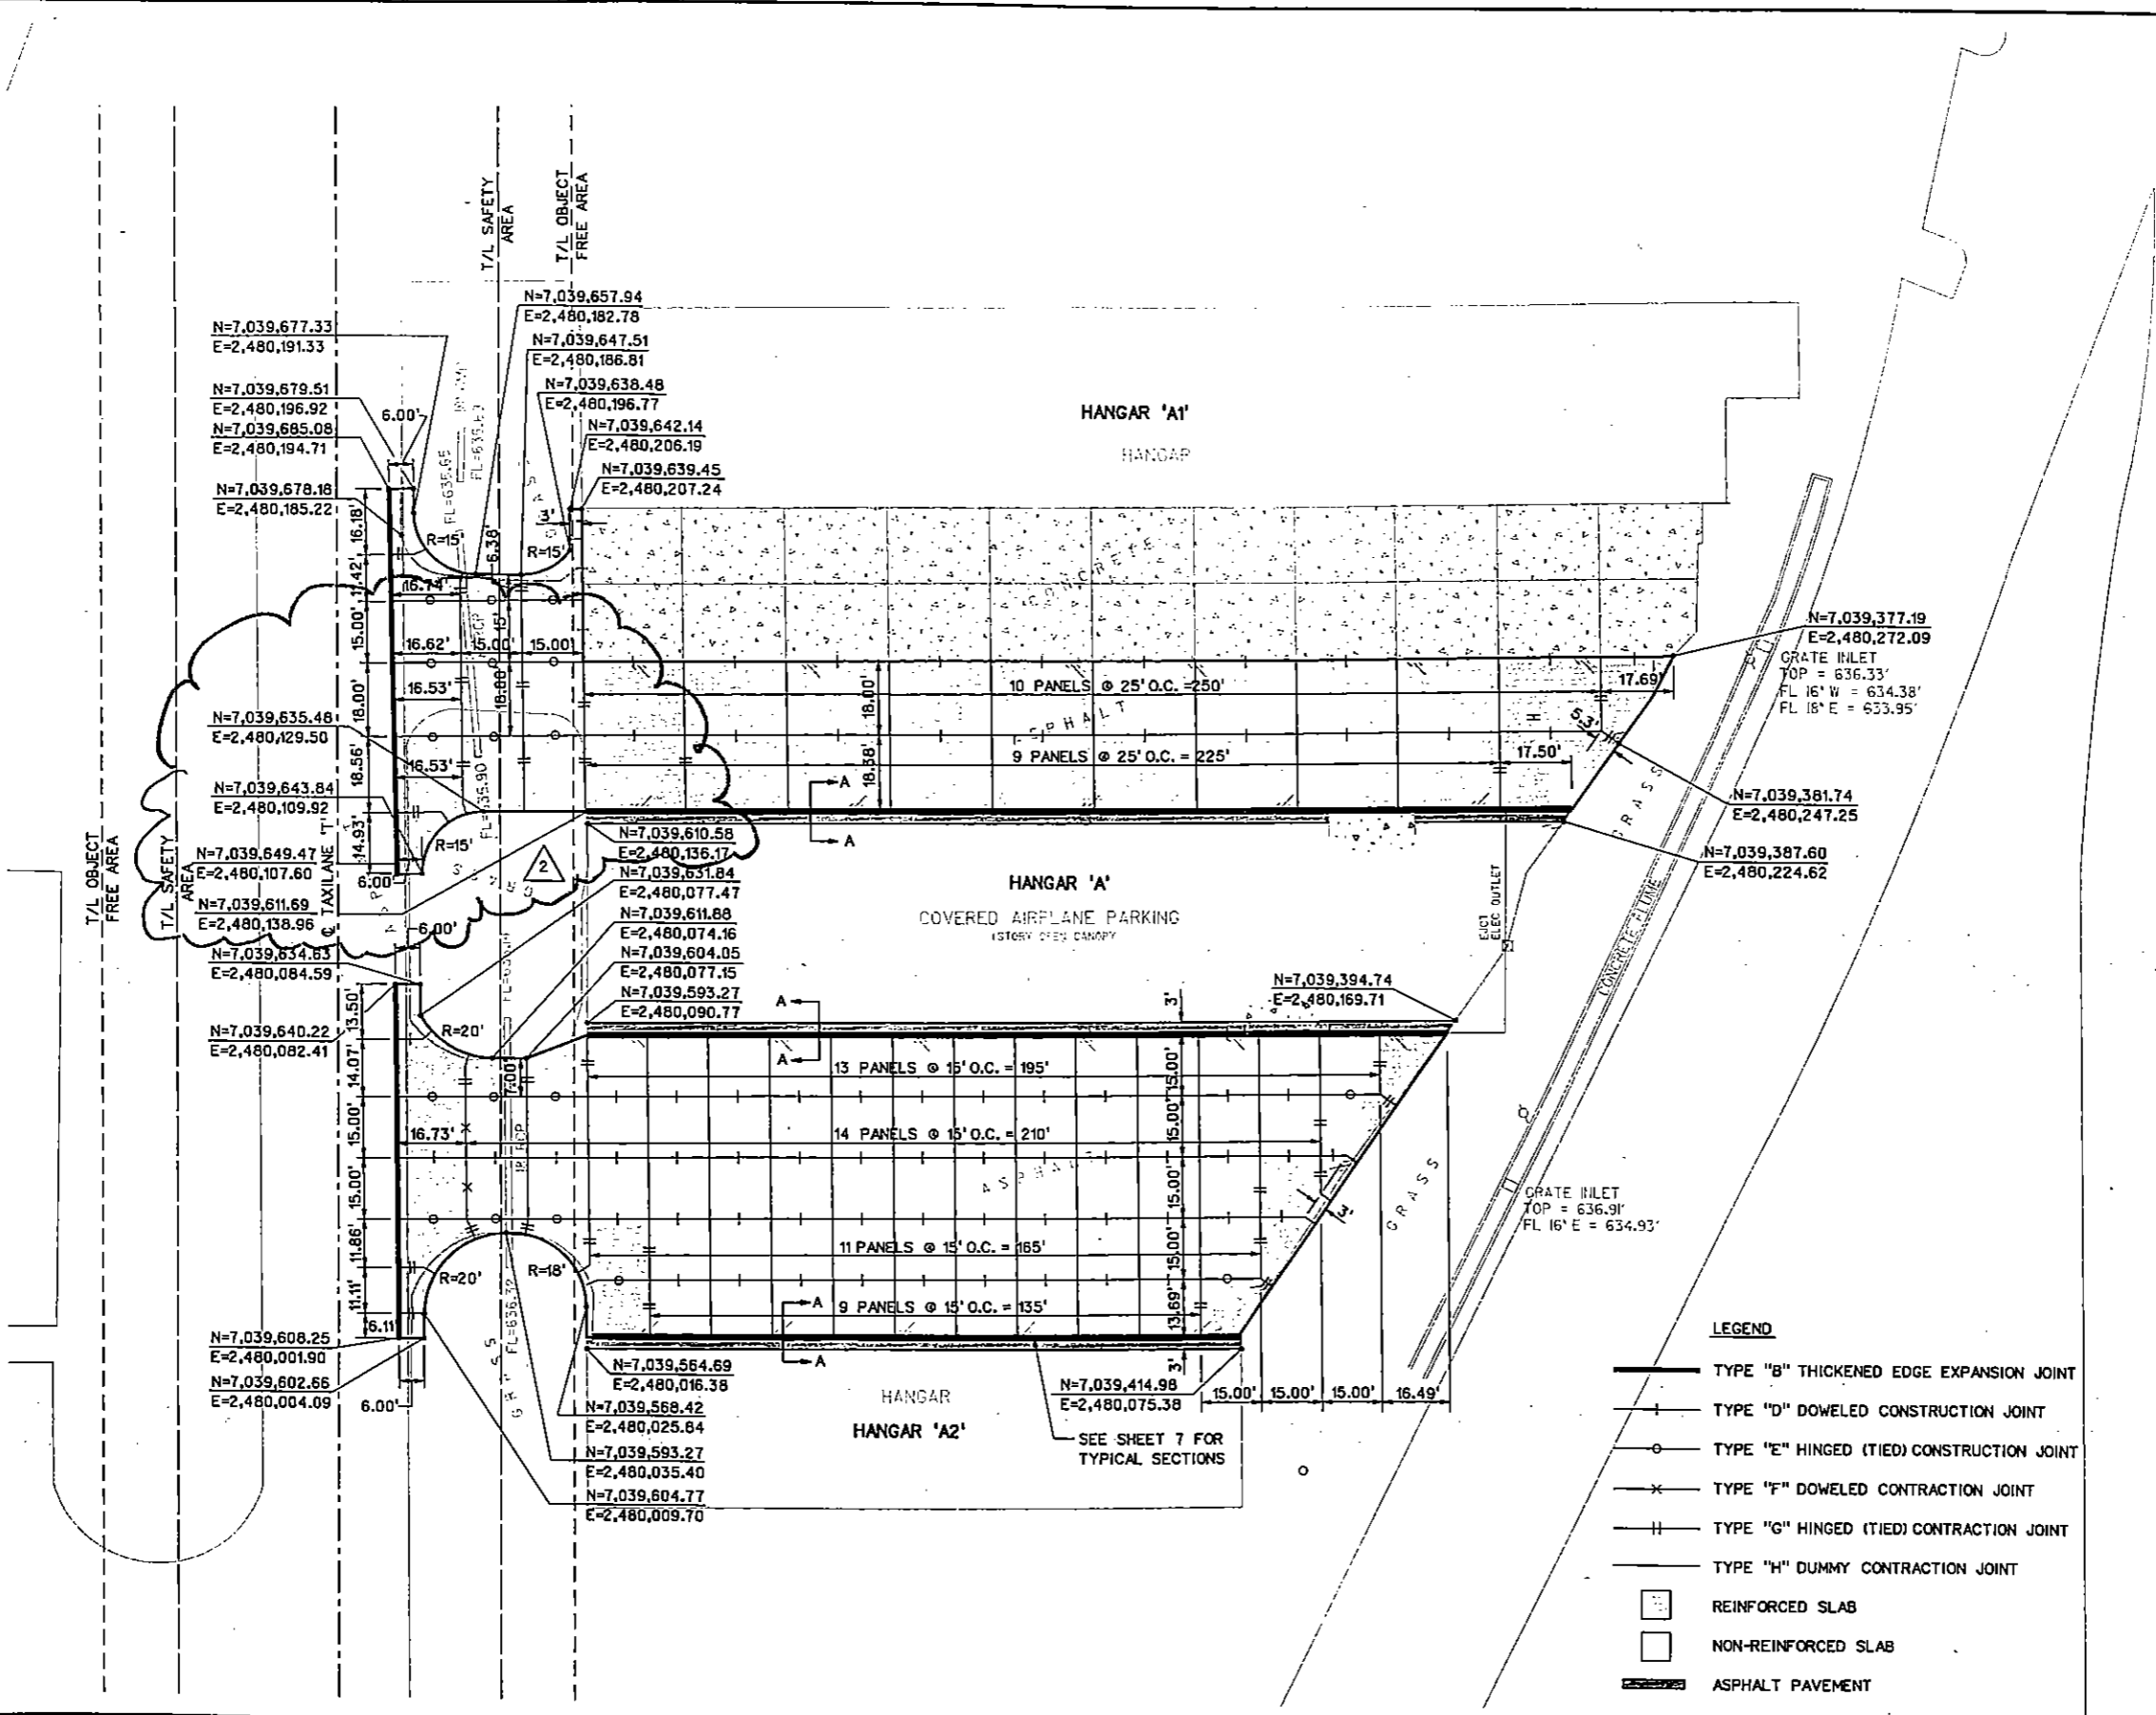 T/L SAFETY
AREA
T/L OBJECT
FREE AREA
N=7,039,657.94
E=2,480,182.78
N=7,039,677.33
E=2,480,191.33
N=7,039,647.51
E=2,480,186.81
N=7,039,679.51
E=2,480,196.92
6.00'
N=7,039,638.48
E=2,480,196.77
N=7,039,685.08
E=2,480,194.71
N=7,039,642.14
E=2,480,206.19
HANGAR 'A1'
HANGAR
N=7,039,639.45
E=2,480,207.24
N=7,039,678.18
E=2,480,185.22
FL=635.65
3'
16.18'
R=15'
6.38'
R=15'
11.42'
16.74'
CONCRETE
15.00'
15'
16.62'
15.00'
15.00'
N=7,039,377.19
E=2,480,272.09
GRATE INLET
TOP = 636.33'
FL 16" W = 634.38'
FL 18" E = 633.95'
18.00'
16.53'
18.00'
18.00'
10 PANELS @ 25' O.C. =250'
17.69'
ASPHALT
5.3'
N=7,039,635.48
E=2,480,129.50
18.56'
16.53'
FL=635.90
18.38'
9 PANELS @ 25' O.C. = 225'
17.50'
A
A
GRASS
N=7,039,643.84
E=2,480,109.92
N=7,039,381.74
E=2,480,247.25
14.93'
R=15'
N=7,039,610.58
E=2,480,136.17
N=7,039,387.60
E=2,480,224.62
T/L OBJECT
FREE AREA
T/L SAFETY
AREA
℄ TAXILANE 'T'
N=7,039,649.47
E=2,480,107.60
6.00'
2
N=7,039,631.84
E=2,480,077.47
HANGAR 'A'
COVERED AIRPLANE PARKING
1 STORY OPEN CANOPY
ELEC OUTLET
CONCRETE FLUME
N=7,039,611.69
E=2,480,138.96
N=7,039,611.88
E=2,480,074.16
6.00'
N=7,039,634.63
E=2,480,084.59
N=7,039,604.05
E=2,480,077.15
N=7,039,593.27
E=2,480,090.77
A
A
3'
N=7,039,394.74
E=2,480,169.71
13.50'
R=20'
N=7,039,640.22
E=2,480,082.41
14.07'
7.00'
13 PANELS @ 15' O.C. = 195'
15.00'
15.00'
16.73'
14 PANELS @ 15' O.C. = 210'
15.00'
ASPHALT
15.00'
15.00'
3'
GRASS
GRATE INLET
TOP = 636.91'
FL 16" E = 634.93'
11.86'
11 PANELS @ 15' O.C. = 165'
15.00'
R=20'
R=18'
11.11'
6.11'
A
A
9 PANELS @ 15' O.C. = 135'
13.69'
GRASS
N=7,039,608.25
E=2,480,001.90
N=7,039,602.66
E=2,480,004.09
6.00'
N=7,039,564.69
E=2,480,016.38
HANGAR
HANGAR 'A2'
N=7,039,414.98
E=2,480,075.38
3'
15.00'
15.00'
15.00'
16.49'
N=7,039,568.42
E=2,480,025.84
SEE SHEET 7 FOR
TYPICAL SECTIONS
N=7,039,593.27
E=2,480,035.40
N=7,039,604.77
E=2,480,009.70
LEGEND
TYPE "B" THICKENED EDGE EXPANSION JOINT
TYPE "D" DOWELED CONSTRUCTION JOINT
TYPE "E" HINGED (TIED) CONSTRUCTION JOINT
TYPE "F" DOWELED CONTRACTION JOINT
TYPE "G" HINGED (TIED) CONTRACTION JOINT
TYPE "H" DUMMY CONTRACTION JOINT
REINFORCED SLAB
NON-REINFORCED SLAB
ASPHALT PAVEMENT